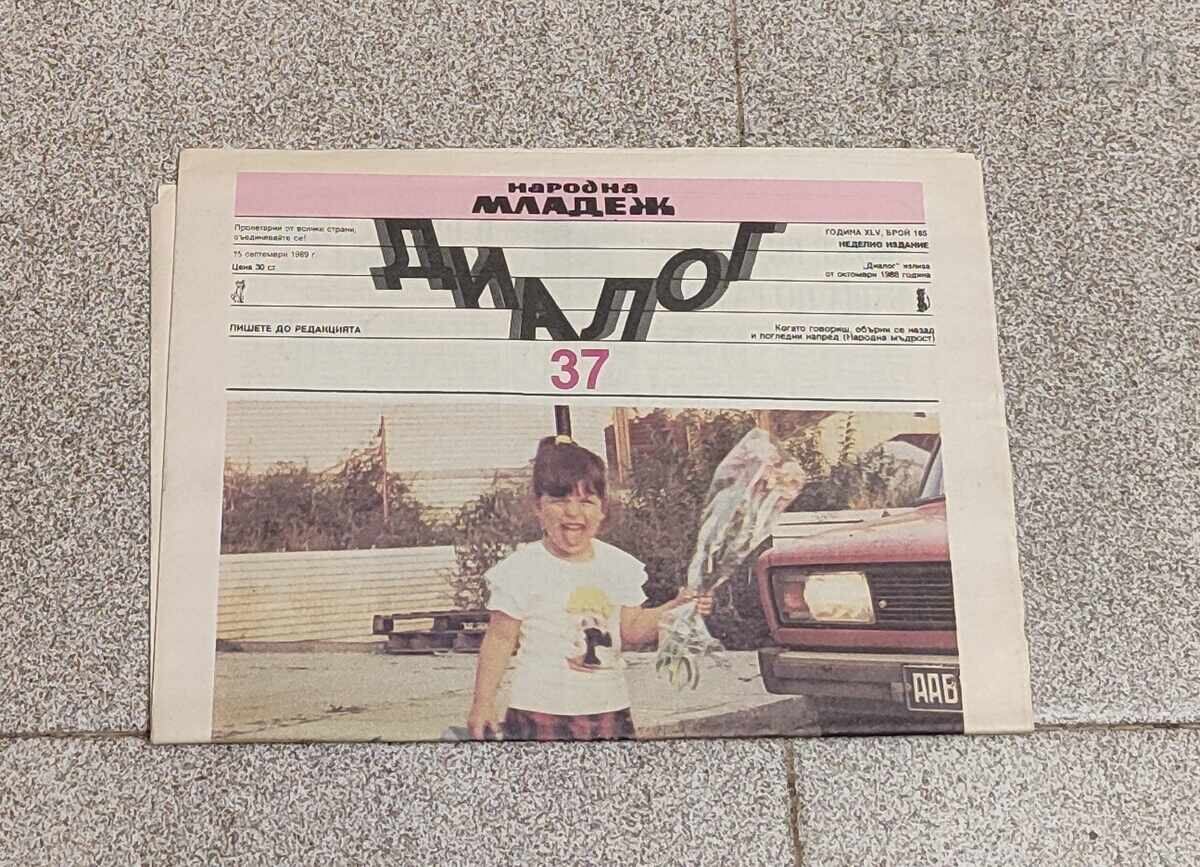 народна
МЛАДЕЖ
ДИАЛОГ
Пролетарии от всички страни,
съединявайте се!
15 септември 1989 г.
Цена 30 ст.
ГОДИНА XLV, БРОЙ 185
НЕДЕЛНО ИЗДАНИЕ
„Диалог" излиза
от октомври 1988 година
ПИШЕТЕ ДО РЕДАКЦИЯТА
Когато говориш, обърни се назад
и погледни напред (Народна мъдрост)
37
ААБ